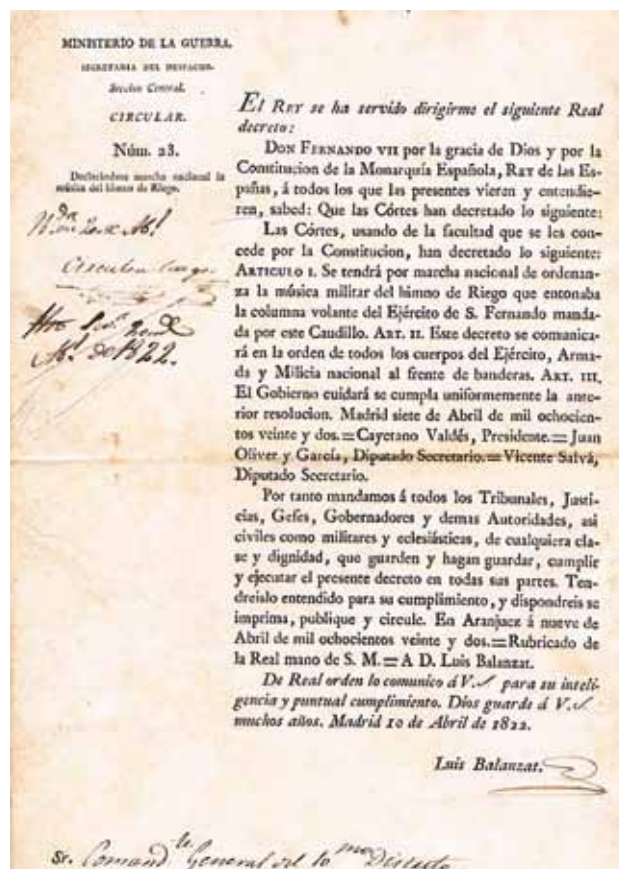 MINISTERIO DE LA GUERRA.
SECRETARIA DEL DESPACHO.
Seccion Central.
CIRCULAR.
Núm. 28.
Declarándose marcha nacional la
música del himno de Riego.
de 1822.
El REY se ha servido dirigirme el siguiente Real
decreto:
DON FERNANDO VII por la gracia de Dios y por la
Constitucion de la Monarquía Española, REY de las Es-
pañas, á todos los que las presentes vieren y entendie-
ren, sabed: Que las Córtes han decretado lo siguiente:
Las Córtes, usando de la facultad que se les con-
cede por la Constitucion, han decretado lo siguiente:
ARTICULO I. Se tendrá por marcha nacional de ordenan-
za la música militar del himno de Riego que entonaba
la columna volante del Ejército de S. Fernando manda-
da por este Caudillo. ART. II. Este decreto se comunica-
rá en la orden de todos los cuerpos del Ejército, Arma-
da y Milicia nacional al frente de banderas. ART. III.
El Gobierno cuidará se cumpla uniformemente la ante-
rior resolucion. Madrid siete de Abril de mil ochocien-
tos veinte y dos.=Cayetano Valdés, Presidente.=Juan
Oliver y García, Diputado Secretario.=Vicente Salvá,
Diputado Secretario.
Por tanto mandamos á todos los Tribunales, Justi-
cias, Gefes, Gobernadores y demas Autoridades, asi
civiles como militares y eclesiásticas, de cualquiera cla-
se y dignidad, que guarden y hagan guardar, cumplir
y ejecutar el presente decreto en todas sus partes. Ten-
dreislo entendido para su cumplimiento, y dispondreis se
imprima, publique y circule. En Aranjuez á nueve de
Abril de mil ochocientos veinte y dos.=Rubricado de
la Real mano de S. M.=A D. Luis Balanzat.
De Real orden lo comunico á V. para su inteli-
gencia y puntual cumplimiento. Dios guarde á V.
muchos años. Madrid 10 de Abril de 1822.
Luis Balanzat.
Sr. Comand.te General del 10.mo Distrito